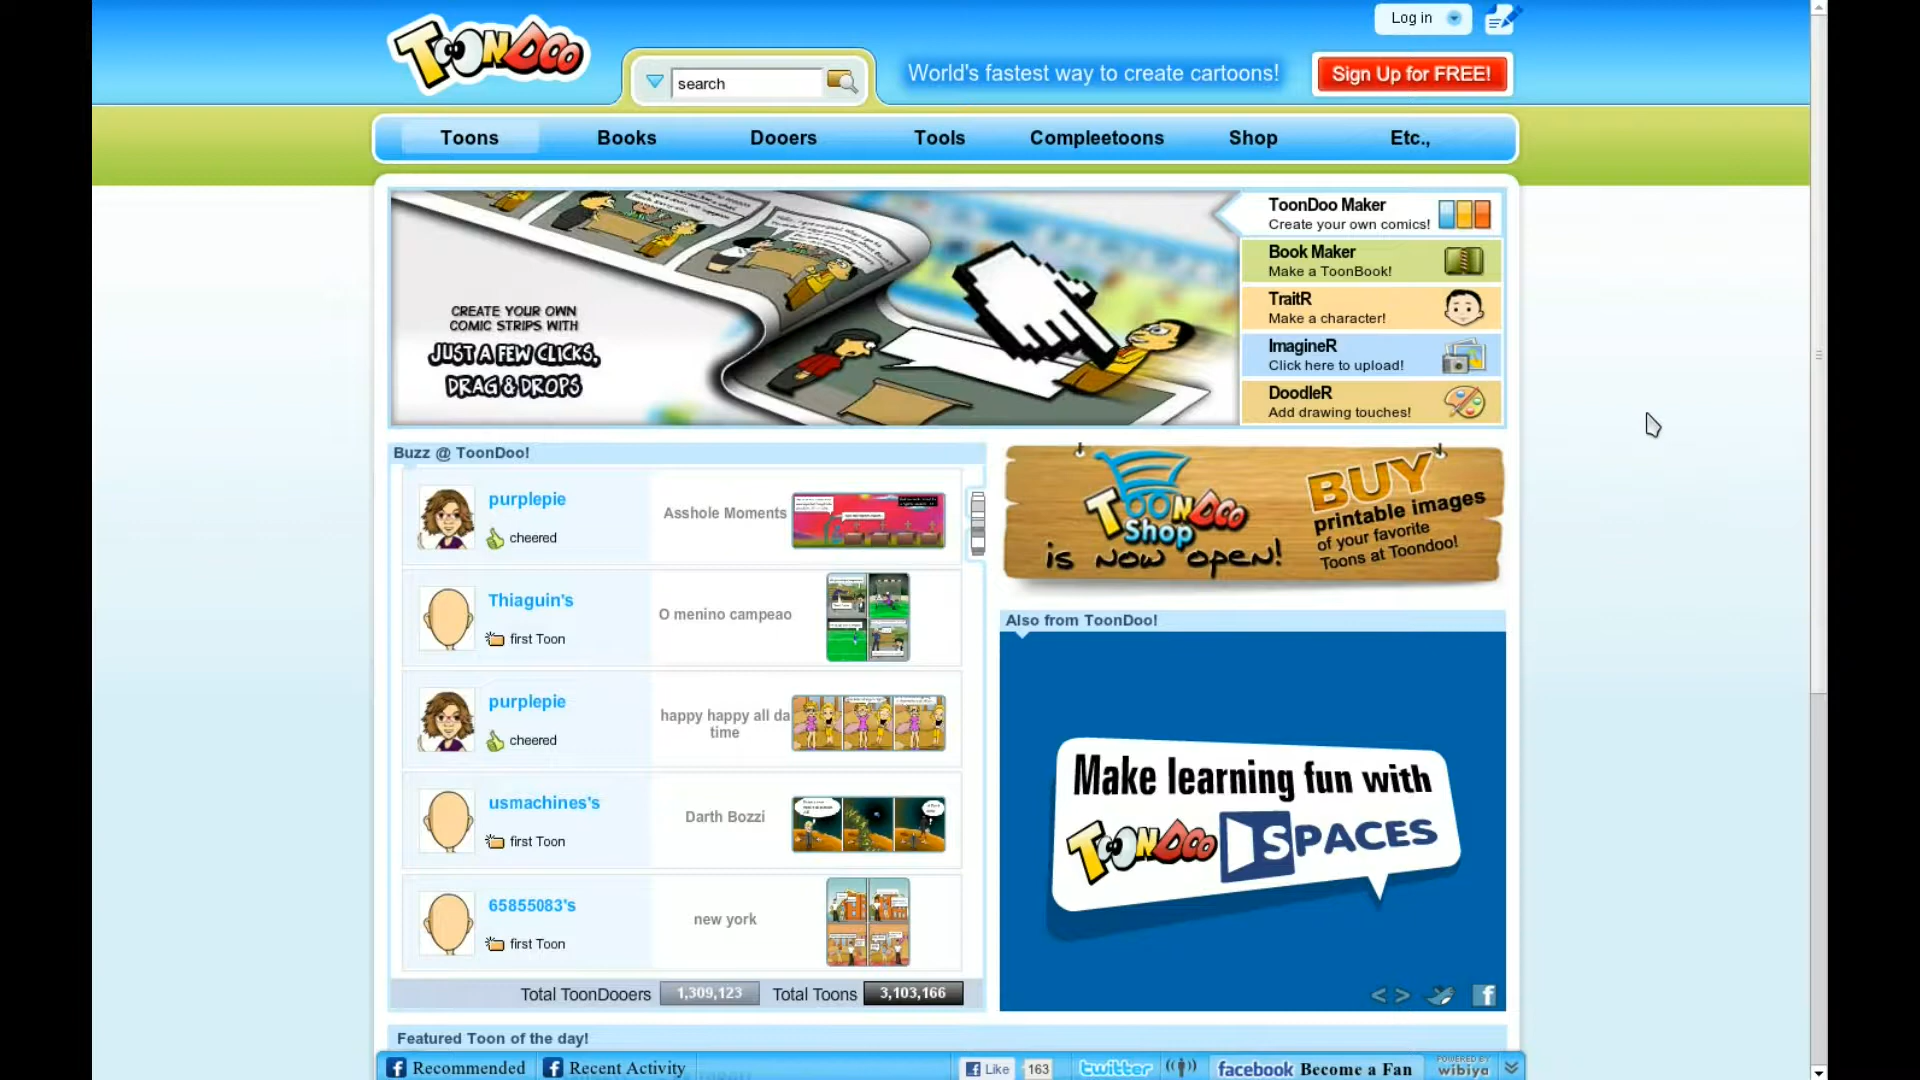 Log in
TOONDOO
search
World's fastest way to create cartoons!
Sign Up for FREE!
Toons
Books
Dooers
Tools
Compleetoons
Shop
Etc.,
CREATE YOUR OWN
COMIC STRIPS WITH
JUST A FEW CLICKS,
DRAG & DROPS
ToonDoo Maker
Create your own comics!
Book Maker
Make a ToonBook!
TraitR
Make a character!
ImagineR
Click here to upload!
DoodleR
Add drawing touches!
Buzz @ ToonDoo!
purplepie
cheered
Asshole Moments
Thiaguin's
first Toon
O menino campeao
purplepie
cheered
happy happy all da
time
usmachines's
first Toon
Darth Bozzi
65855083's
first Toon
new york
Total ToonDooers 1,309,123 Total Toons 3,103,166
TOONDOO
Shop
is now open!
BUY
printable images
of your favorite
Toons at Toondoo!
Also from ToonDoo!
Make learning fun with
TOONDOO SPACES
< >
Featured Toon of the day!
Recommended
Recent Activity
Like 163
twitter
facebook Become a Fan
POWERED BY
wibiya